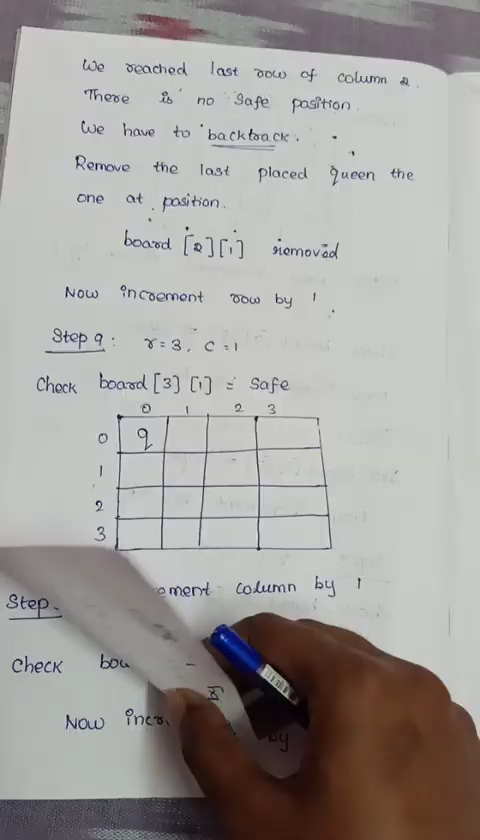 We reached last row of column 2.
There is no safe position.
We have to backtrack.
Remove the last placed queen the
one at position.
board [2][1] removed
Now increment row by 1.
Step 9: r=3, c=1
Check board[3][1] = Safe
0 1 2 3
0 q
1
2
3
column by 1
Step
Check
Now
by